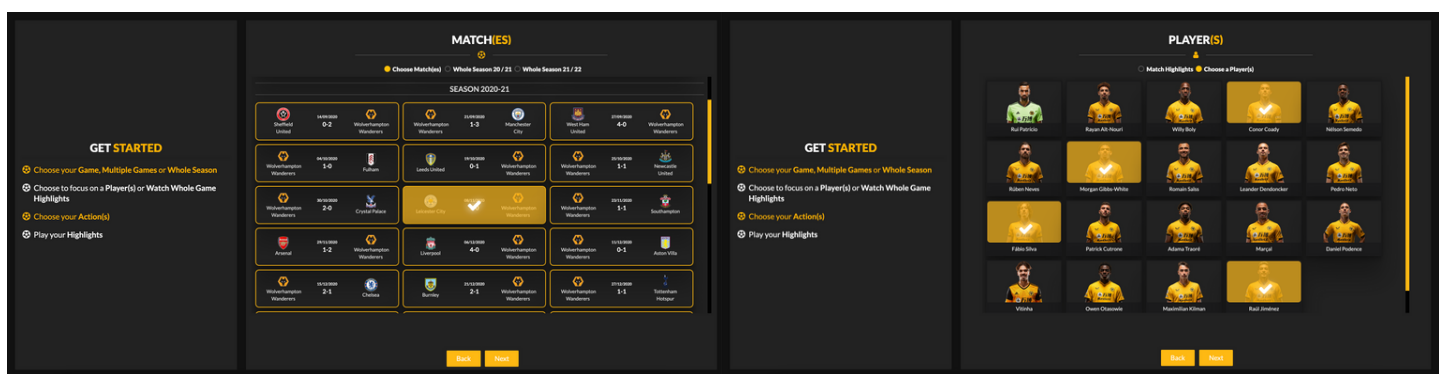 GET STARTED
Choose your Game, Multiple Games or Whole Season
Choose to focus on a Player(s) or Watch Whole Game
Highlights
Choose your Action(s)
Play your Highlights
MATCH(ES)
Choose Match(es) Whole Season 20 / 21 Whole Season 21 / 22
SEASON 2020-21
Sheffield United 14/09/2020 0-2 Wolverhampton Wanderers
Wolverhampton Wanderers 21/09/2020 1-3 Manchester City
West Ham United 27/09/2020 4-0 Wolverhampton Wanderers
Wolverhampton Wanderers 04/10/2020 1-0 Fulham
Leeds United 19/10/2020 0-1 Wolverhampton Wanderers
Wolverhampton Wanderers 25/10/2020 1-1 Newcastle United
Wolverhampton Wanderers 30/10/2020 2-0 Crystal Palace
Leicester City Wolverhampton Wanderers
Wolverhampton Wanderers 23/11/2020 1-1 Southampton
Arsenal 29/11/2020 1-2 Wolverhampton Wanderers
Liverpool 06/12/2020 4-0 Wolverhampton Wanderers
Wolverhampton Wanderers 12/12/2020 0-1 Aston Villa
Wolverhampton Wanderers 15/12/2020 2-1 Chelsea
Burnley 21/12/2020 2-1 Wolverhampton Wanderers
Wolverhampton Wanderers 27/12/2020 1-1 Tottenham Hotspur
Back Next
GET STARTED
Choose your Game, Multiple Games or Whole Season
Choose to focus on a Player(s) or Watch Whole Game
Highlights
Choose your Action(s)
Play your Highlights
PLAYER(S)
Match Highlights Choose a Player(s)
Rui Patrício Rayan Aït-Nouri Willy Boly Conor Coady Nélson Semedo
Rúben Neves Morgan Gibbs-White Romain Saïss Leander Dendoncker Pedro Neto
Fábio Silva Patrick Cutrone Adama Traoré Marçal Daniel Podence
Vitinha Owen Otasowie Maximilian Kilman Raúl Jiménez
Back Next